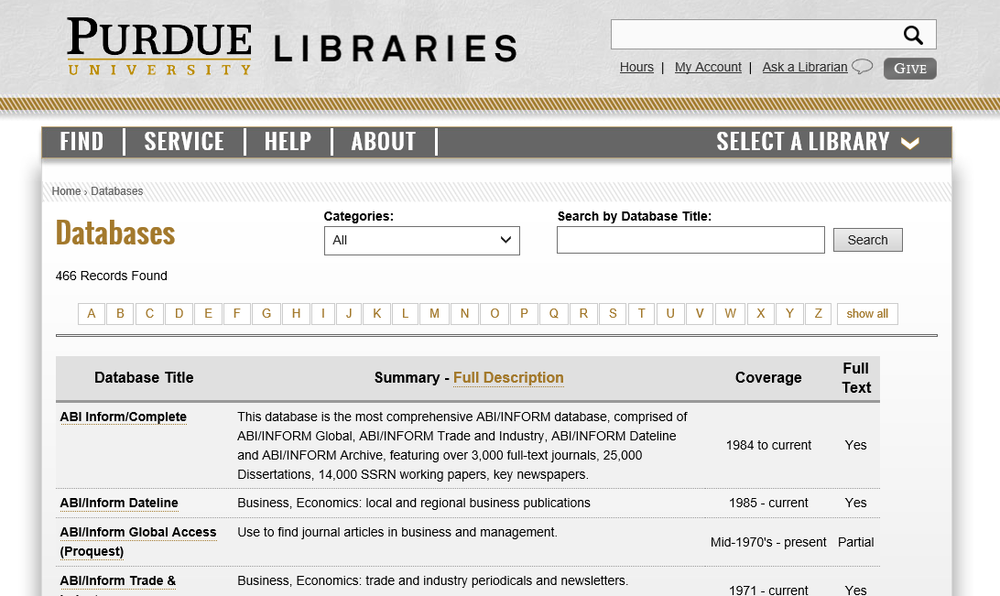 PURDUE
UNIVERSITY
LIBRARIES
Hours | My Account | Ask a Librarian
GIVE
FIND SERVICE HELP ABOUT SELECT A LIBRARY
Home › Databases
Databases
Categories:
All
Search by Database Title:
Search
466 Records Found
A B C D E F G H I J K L M N O P Q R S T U V W X Y Z show all
Database Title Summary - Full Description Coverage Full Text
ABI Inform/Complete
This database is the most comprehensive ABI/INFORM database, comprised of
ABI/INFORM Global, ABI/INFORM Trade and Industry, ABI/INFORM Dateline
and ABI/INFORM Archive, featuring over 3,000 full-text journals, 25,000
Dissertations, 14,000 SSRN working papers, key newspapers.
1984 to current Yes
ABI/Inform Dateline Business, Economics: local and regional business publications 1985 - current Yes
ABI/Inform Global Access
(Proquest)
Use to find journal articles in business and management.
Mid-1970's - present Partial
ABI/Inform Trade &
Business, Economics: trade and industry periodicals and newsletters.
1971 - current Yes